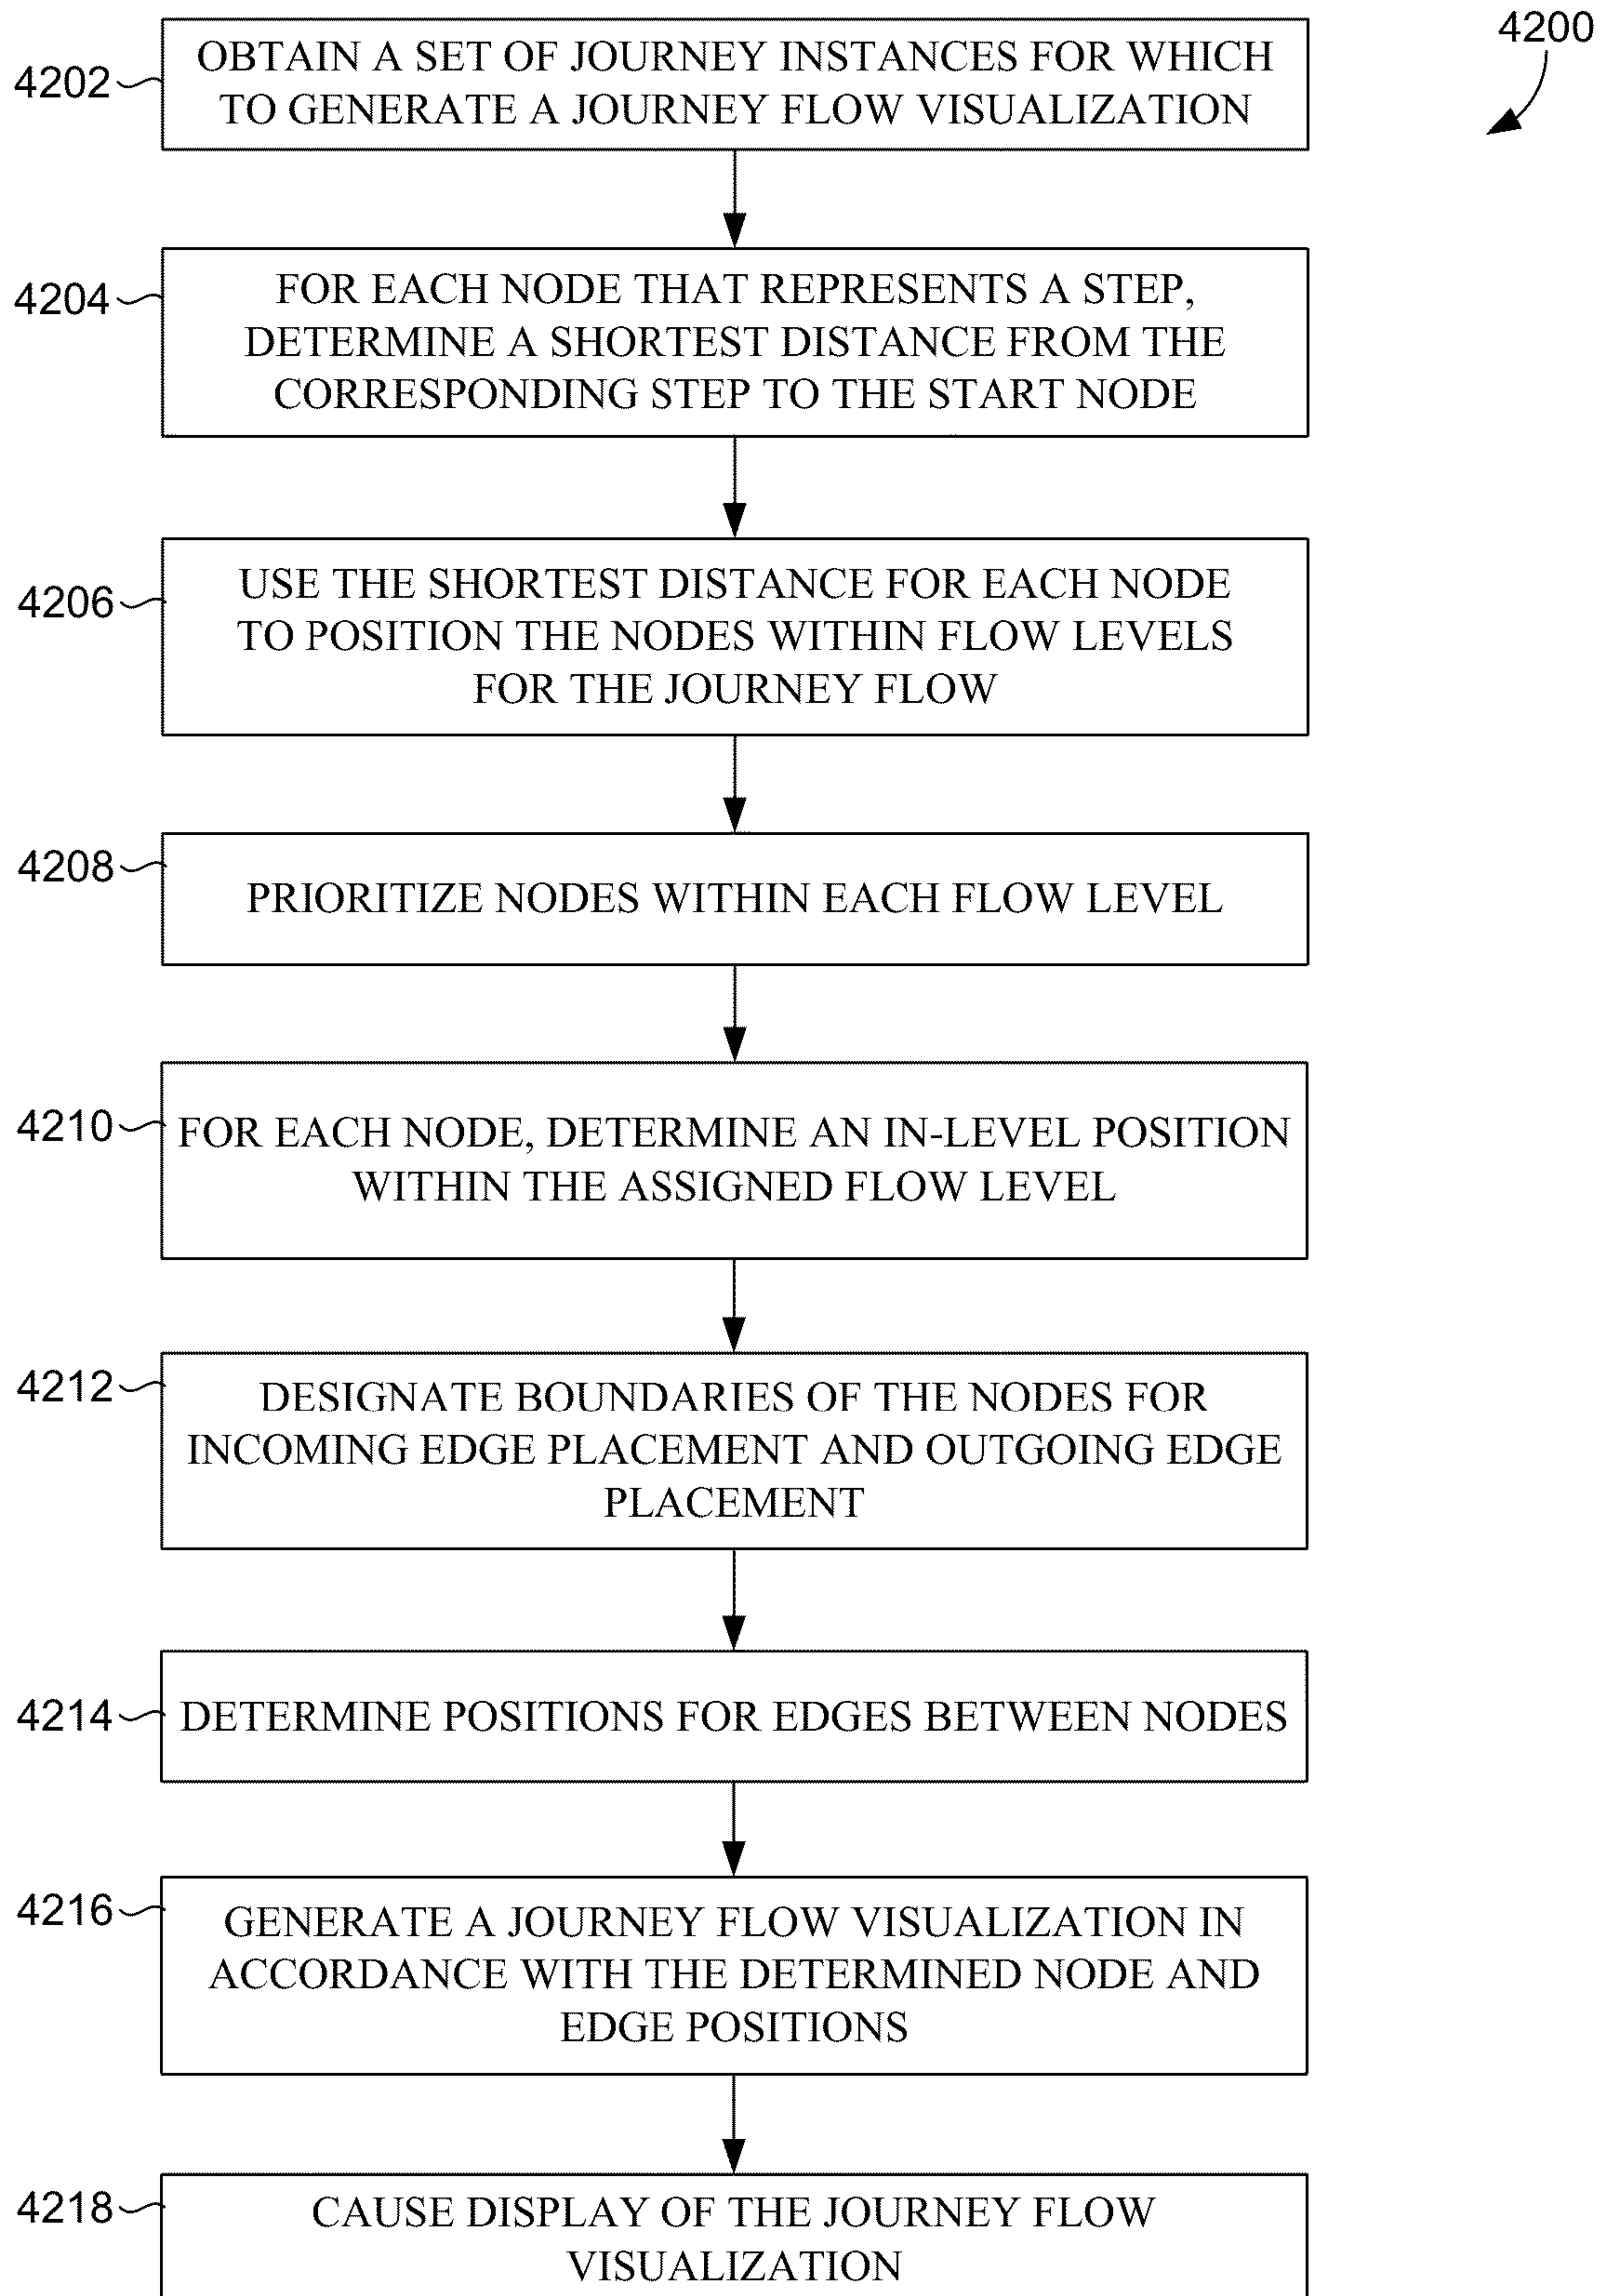 4200
4202
OBTAIN A SET OF JOURNEY INSTANCES FOR WHICH
TO GENERATE A JOURNEY FLOW VISUALIZATION
4204
FOR EACH NODE THAT REPRESENTS A STEP,
DETERMINE A SHORTEST DISTANCE FROM THE
CORRESPONDING STEP TO THE START NODE
4206
USE THE SHORTEST DISTANCE FOR EACH NODE
TO POSITION THE NODES WITHIN FLOW LEVELS
FOR THE JOURNEY FLOW
4208
PRIORITIZE NODES WITHIN EACH FLOW LEVEL
4210
FOR EACH NODE, DETERMINE AN IN-LEVEL POSITION
WITHIN THE ASSIGNED FLOW LEVEL
4212
DESIGNATE BOUNDARIES OF THE NODES FOR
INCOMING EDGE PLACEMENT AND OUTGOING EDGE
PLACEMENT
4214
DETERMINE POSITIONS FOR EDGES BETWEEN NODES
4216
GENERATE A JOURNEY FLOW VISUALIZATION IN
ACCORDANCE WITH THE DETERMINED NODE AND
EDGE POSITIONS
4218
CAUSE DISPLAY OF THE JOURNEY FLOW
VISUALIZATION